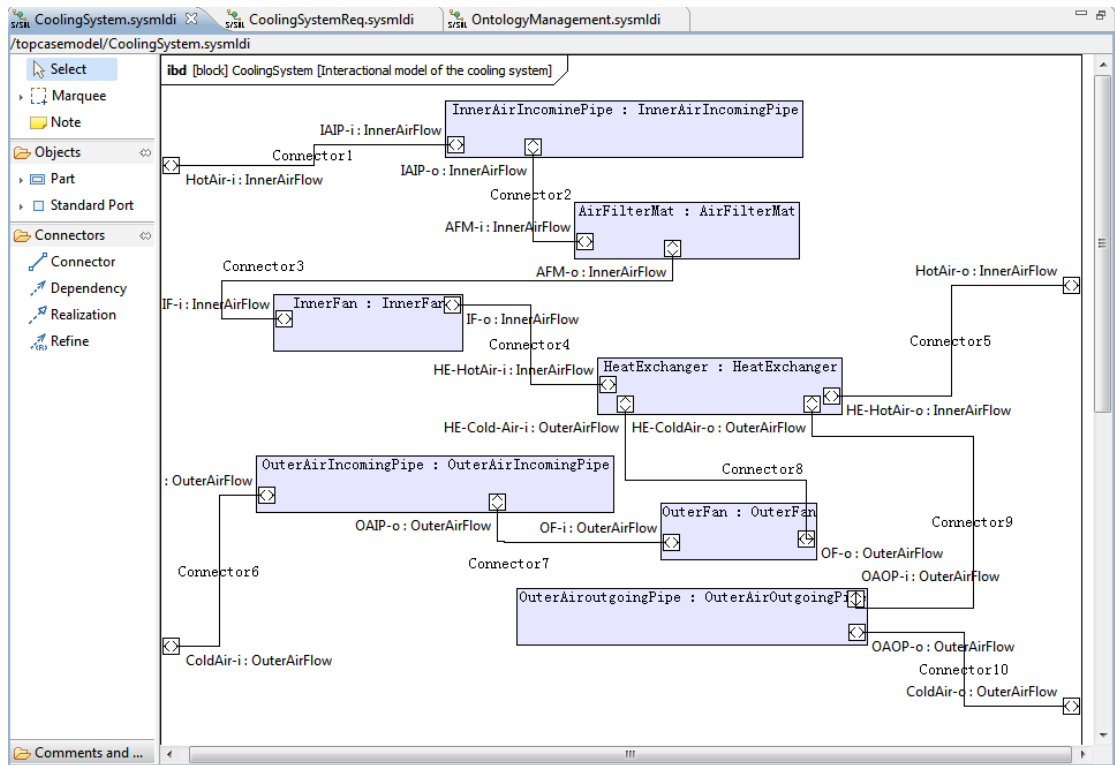 CoolingSystem.sysmldi
CoolingSystemReq.sysmldi
OntologyManagement.sysmldi
/topcasemodel/CoolingSystem.sysmldi
Select
Marquee
Note
Objects
Part
Standard Port
Connectors
Connector
Dependency
Realization
Refine
Comments and ...
ibd [block] CoolingSystem [Interactional model of the cooling system]
InnerAirIncominePipe : InnerAirIncomingPipe
IAIP-i : InnerAirFlow
Connector1
HotAir-i : InnerAirFlow
IAIP-o : InnerAirFlow
Connector2
AirFilterMat : AirFilterMat
AFM-i : InnerAirFlow
Connector3
AFM-o : InnerAirFlow
HotAir-o : InnerAirFlow
IF-i : InnerAirFlow
InnerFan : InnerFan
IF-o : InnerAirFlow
Connector4
Connector5
HE-HotAir-i : InnerAirFlow
HeatExchanger : HeatExchanger
HE-HotAir-o : InnerAirFlow
HE-Cold-Air-i : OuterAirFlow
HE-ColdAir-o : OuterAirFlow
OuterAirIncomingPipe : OuterAirIncomingPipe
Connector8
: OuterAirFlow
OuterFan : OuterFan
OAIP-o : OuterAirFlow
OF-i : OuterAirFlow
Connector9
OF-o : OuterAirFlow
Connector7
Connector6
OAOP-i : OuterAirFlow
OuterAiroutgoingPipe : OuterAirOutgoingPipe
OAOP-o : OuterAirFlow
ColdAir-i : OuterAirFlow
Connector10
ColdAir-o : OuterAirFlow